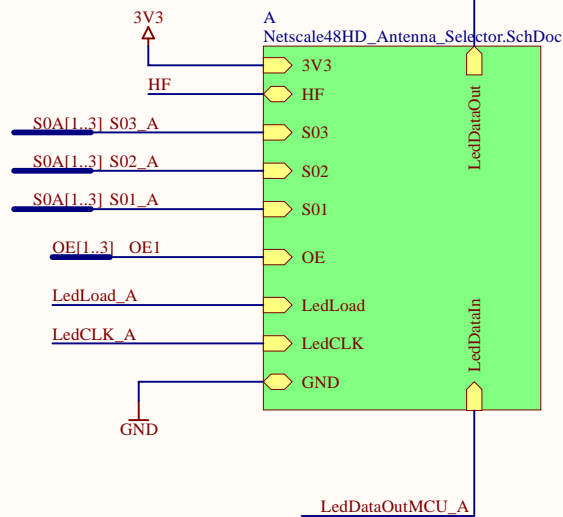 3V3
A
Netscale48HD_Antenna_Selector.SchDoc
3V3
HF
HF
S0A[1..3] S03_A
S03
S0A[1..3] S02_A
S02
S0A[1..3] S01_A
S01
OE[1..3] OE1
OE
LedLoad_A
LedLoad
LedCLK_A
LedCLK
GND
GND
LedDataOut
LedDataIn
LedDataOutMCU_A